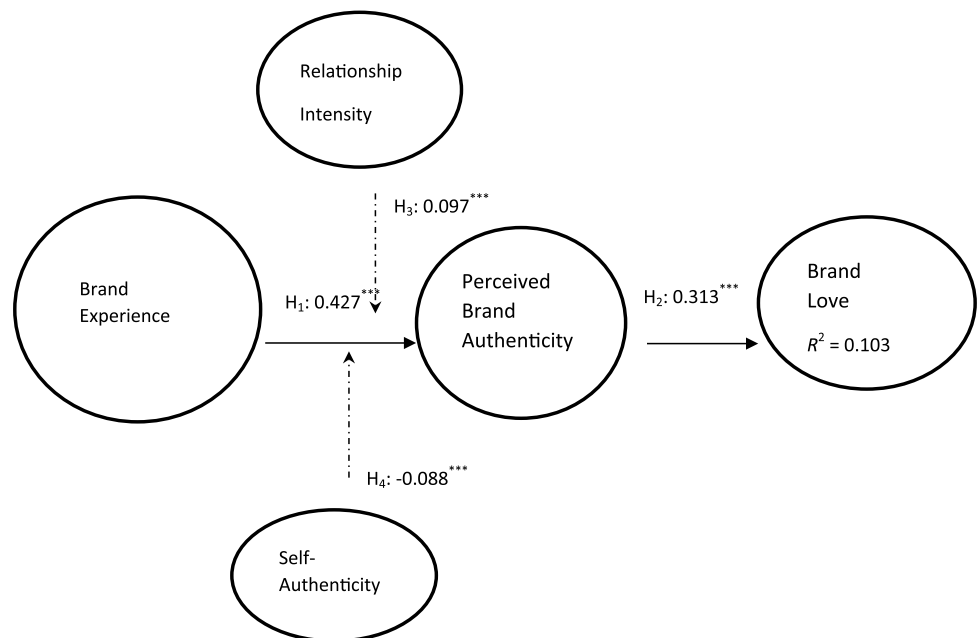 Relationship
Intensity
H₃: 0.097***
Brand
Experience
H₁: 0.427***
Perceived
Brand
Authenticity
H₂: 0.313***
Brand
Love
R² = 0.103
H₄: -0.088***
Self-
Authenticity